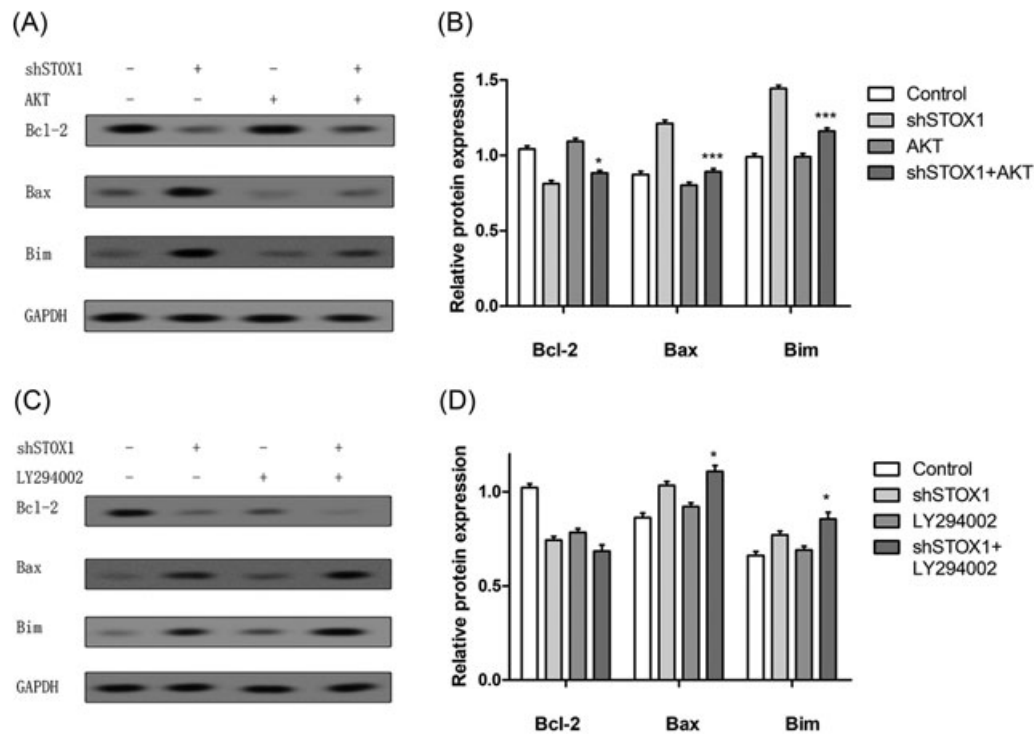 (A)
shSTOX1 - + - +
AKT - - + +
Bcl-2
Bax
Bim
GAPDH
(B)
Relative protein expression
1.5
1.0
0.5
0.0
* *** ***
Bcl-2 Bax Bim
Control
shSTOX1
AKT
shSTOX1+AKT
(C)
shSTOX1 - + - +
LY294002 - - + +
Bcl-2
Bax
Bim
GAPDH
(D)
Relative protein expression
1.0
0.5
0.0
* *
Bcl-2 Bax Bim
Control
shSTOX1
LY294002
shSTOX1+
LY294002